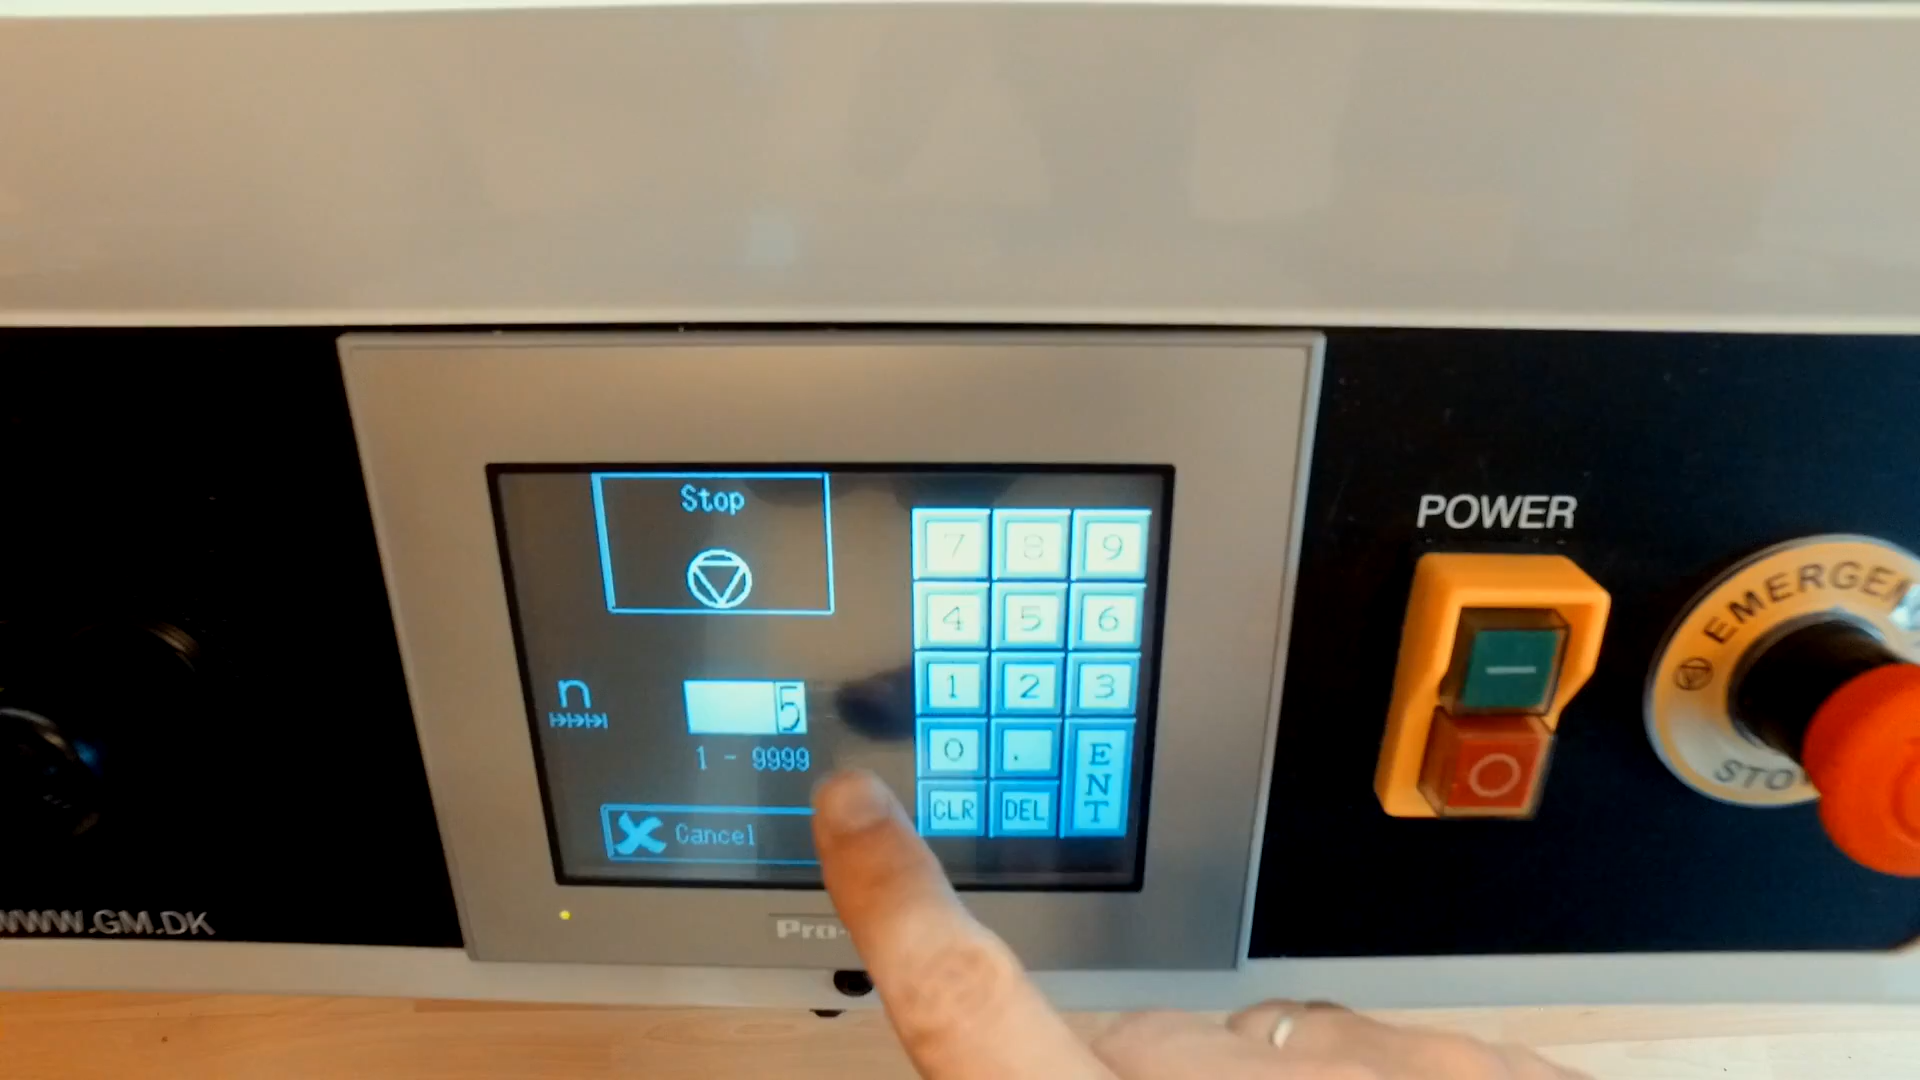 Stop
7 8 9
4 5 6
n
5
1 2 3
1 - 9999
0 .
ENT
Cancel
CLR DEL
Pro-
WWW.GM.DK
POWER
EMERGEN
STO